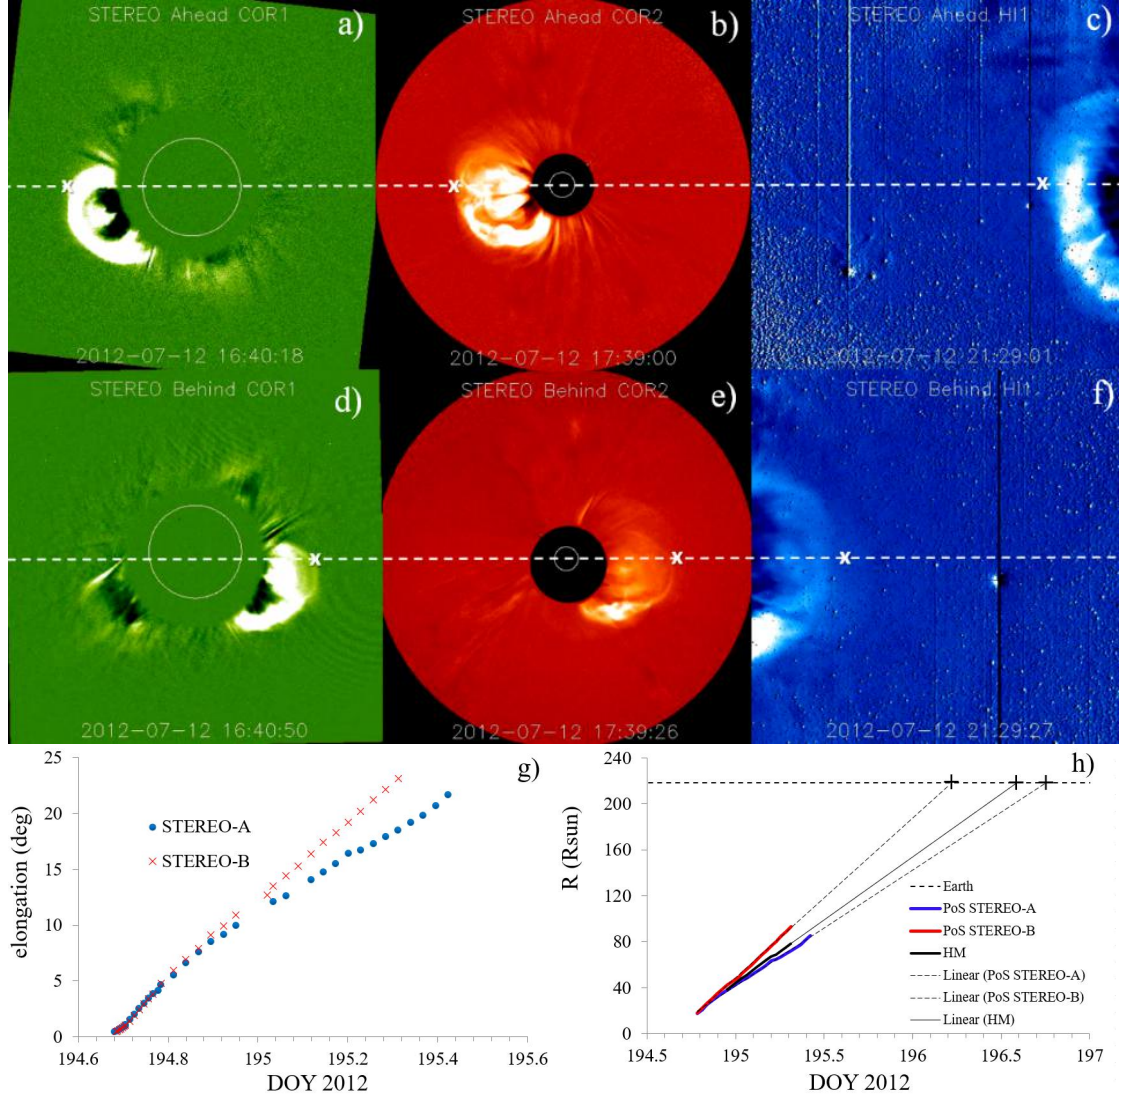 STEREO Ahead COR1
a)
2012-07-12 16:40:18
STEREO Ahead COR2
b)
2012-07-12 17:39:00
STEREO Ahead HI1
c)
2012-07-12 21:29:01
STEREO Behind COR1
d)
2012-07-12 16:40:50
STEREO Behind COR2
e)
2012-07-12 17:39:26
STEREO Behind HI1
f)
2012-07-12 21:29:27
g)
elongation (deg)
25
20
15
10
5
0
STEREO-A
STEREO-B
194.6 194.8 195 195.2 195.4 195.6
DOY 2012
h)
R (Rsun)
240
200
160
120
80
40
0
Earth
PoS STEREO-A
PoS STEREO-B
HM
Linear (PoS STEREO-A)
Linear (PoS STEREO-B)
Linear (HM)
194.5 195 195.5 196 196.5 197
DOY 2012